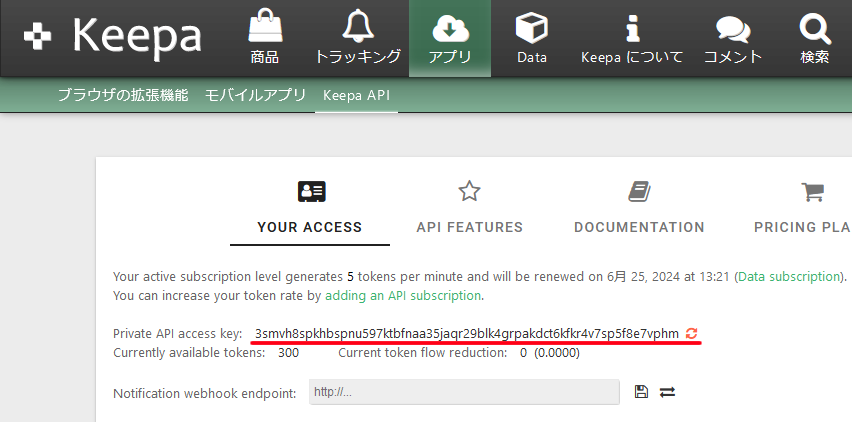 Keepa
商品 トラッキング アプリ Data Keepa について コメント 検索
ブラウザの拡張機能 モバイルアプリ Keepa API
YOUR ACCESS API FEATURES DOCUMENTATION PRICING PLA
Your active subscription level generates 5 tokens per minute and will be renewed on 6月 25, 2024 at 13:21 (Data subscription).
You can increase your token rate by adding an API subscription.
Private API access key: 3smvh8spkhbspnu597ktbfnaa35jaqr29blk4grpakdct6kfkr4v7sp5f8e7vphm
Currently available tokens: 300 Current token flow reduction: 0 (0.0000)
Notification webhook endpoint: http://...